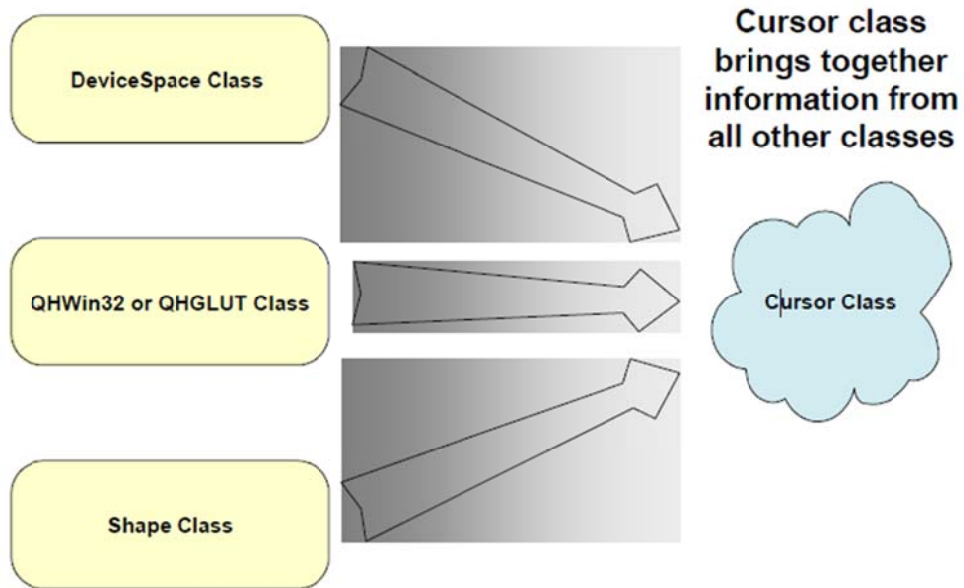 DeviceSpace Class
Cursor class
brings together
information from
all other classes
QHWin32 or QHGLUT Class
Cursor Class
Shape Class